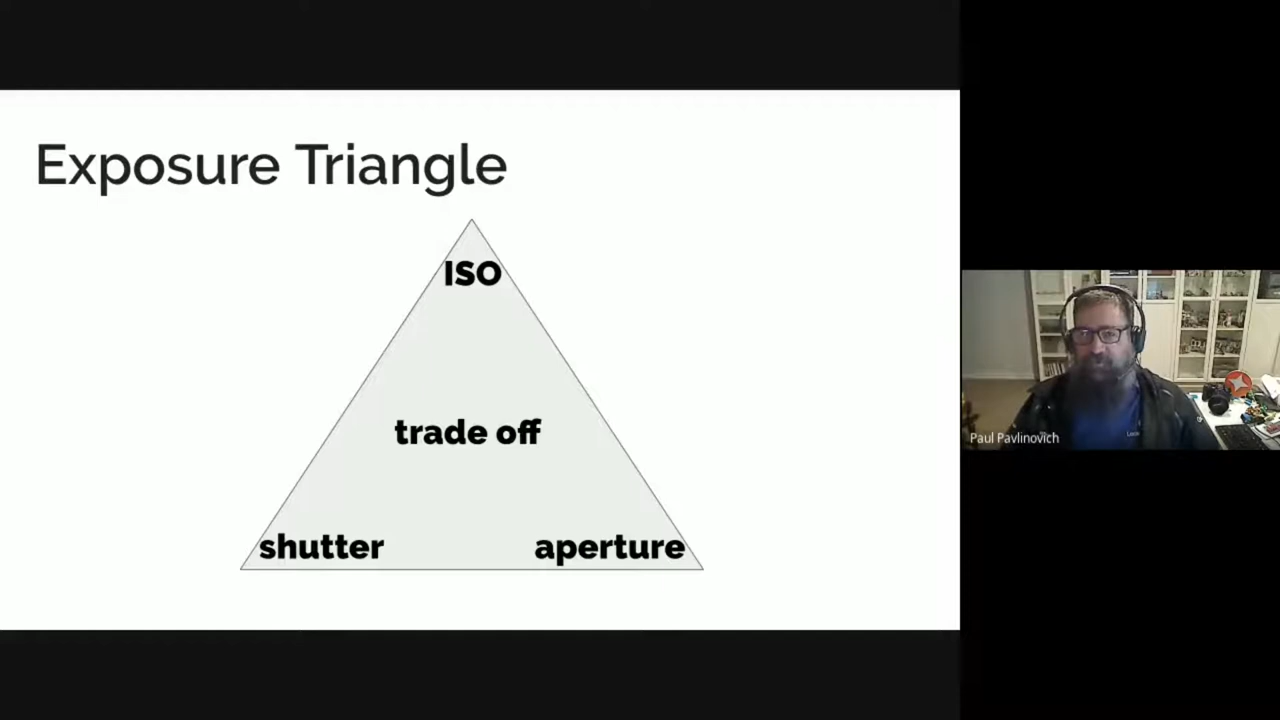 Exposure Triangle
ISO
trade off
shutter
aperture
Paul Pavlinovich